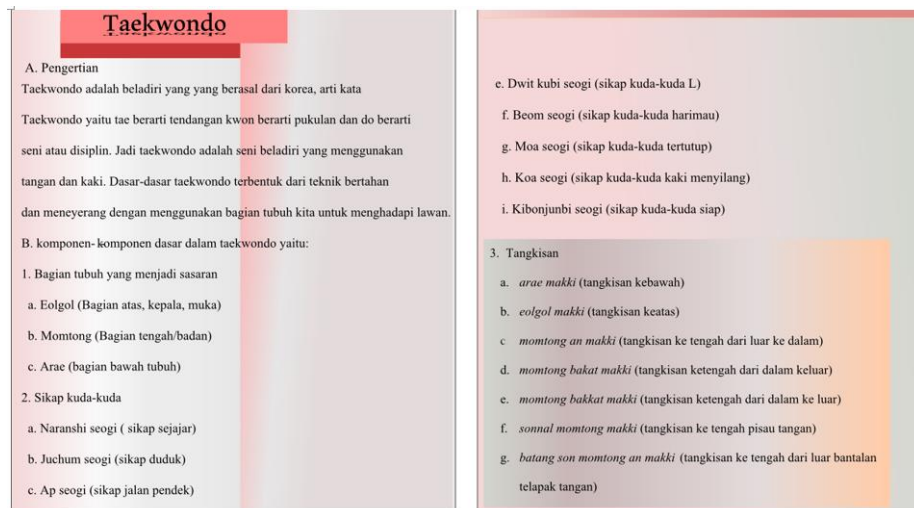 Taekwondo
A. Pengertian
Taekwondo adalah beladiri yang yang berasal dari korea, arti kata
Taekwondo yaitu tae berarti tendangan kwon berarti pukulan dan do berarti
seni atau disiplin. Jadi taekwondo adalah seni beladiri yang menggunakan
tangan dan kaki. Dasar-dasar taekwondo terbentuk dari teknik bertahan
dan meneyerang dengan menggunakan bagian tubuh kita untuk menghadapi lawan.
B. komponen- komponen dasar dalam taekwondo yaitu:
1. Bagian tubuh yang menjadi sasaran
a. Eolgol (Bagian atas, kepala, muka)
b. Momtong (Bagian tengah/badan)
c. Arae (bagian bawah tubuh)
2. Sikap kuda-kuda
a. Naranshi seogi ( sikap sejajar)
b. Juchum seogi (sikap duduk)
c. Ap seogi (sikap jalan pendek)
e. Dwit kubi seogi (sikap kuda-kuda L)
f. Beom seogi (sikap kuda-kuda harimau)
g. Moa seogi (sikap kuda-kuda tertutup)
h. Koa seogi (sikap kuda-kuda kaki menyilang)
i. Kibonjunbi seogi (sikap kuda-kuda siap)
3. Tangkisan
a. arae makki (tangkisan kebawah)
b. eolgol makki (tangkisan keatas)
c momtong an makki (tangkisan ke tengah dari luar ke dalam)
d. momtong bakat makki (tangkisan ketengah dari dalam keluar)
e. momtong bakkat makki (tangkisan ketengah dari dalam ke luar)
f. sonnal momtong makki (tangkisan ke tengah pisau tangan)
g. batang son momtong an makki (tangkisan ke tengah dari luar bantalan
telapak tangan)